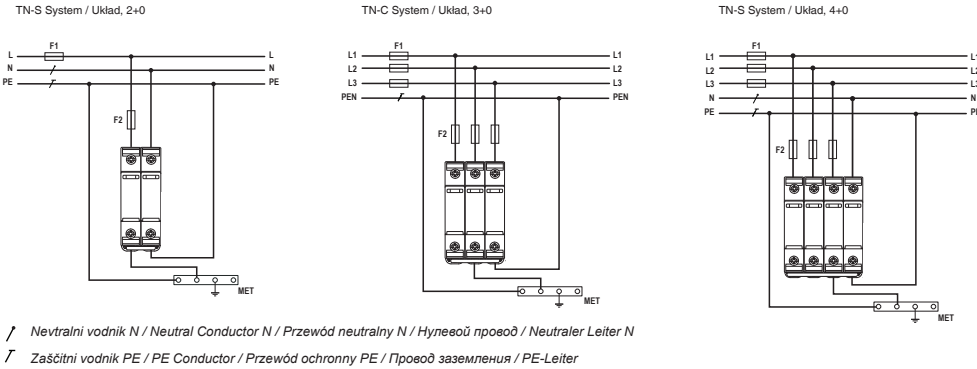 TN-S System / Układ, 2+0
F1
L
L
N
N
PE
PE
F2
MET
TN-C System / Układ, 3+0
F1
L1
L1
L2
L2
L3
L3
PEN
PEN
F2
MET
TN-S System / Układ, 4+0
F1
L1
L1
L2
L2
L3
L3
N
N
PE
F2
MET
Nevtralni vodnik N / Neutral Conductor N / Przewód neutralny N / Нулевой провод / Neutraler Leiter N
Zaščitni vodnik PE / PE Conductor / Przewód ochronny PE / Провод заземления / PE-Leiter